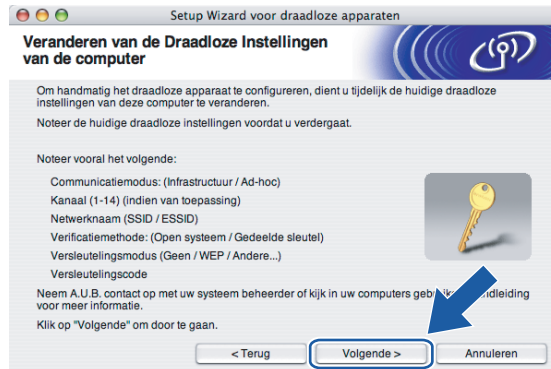 Setup Wizard voor draadloze apparaten
Veranderen van de Draadloze Instellingen
van de computer
Om handmatig het draadloze apparaat te configureren, dient u tijdelijk de huidige draadloze
instellingen van deze computer te veranderen.
Noteer de huidige draadloze instellingen voordat u verdergaat.
Noteer vooral het volgende:
Communicatiemodus: (Infrastructuur / Ad-hoc)
Kanaal (1-14) (indien van toepassing)
Netwerknaam (SSID / ESSID)
Verificatiemethode: (Open systeem / Gedeelde sleutel)
Versleutelingsmodus (Geen / WEP / Andere...)
Versleutelingscode
Neem A.U.B. contact op met uw systeem beheerder of kijk in uw computers
voor meer informatie.
Klik op "Volgende" om door te gaan.
< Terug
Volgende >
Annuleren